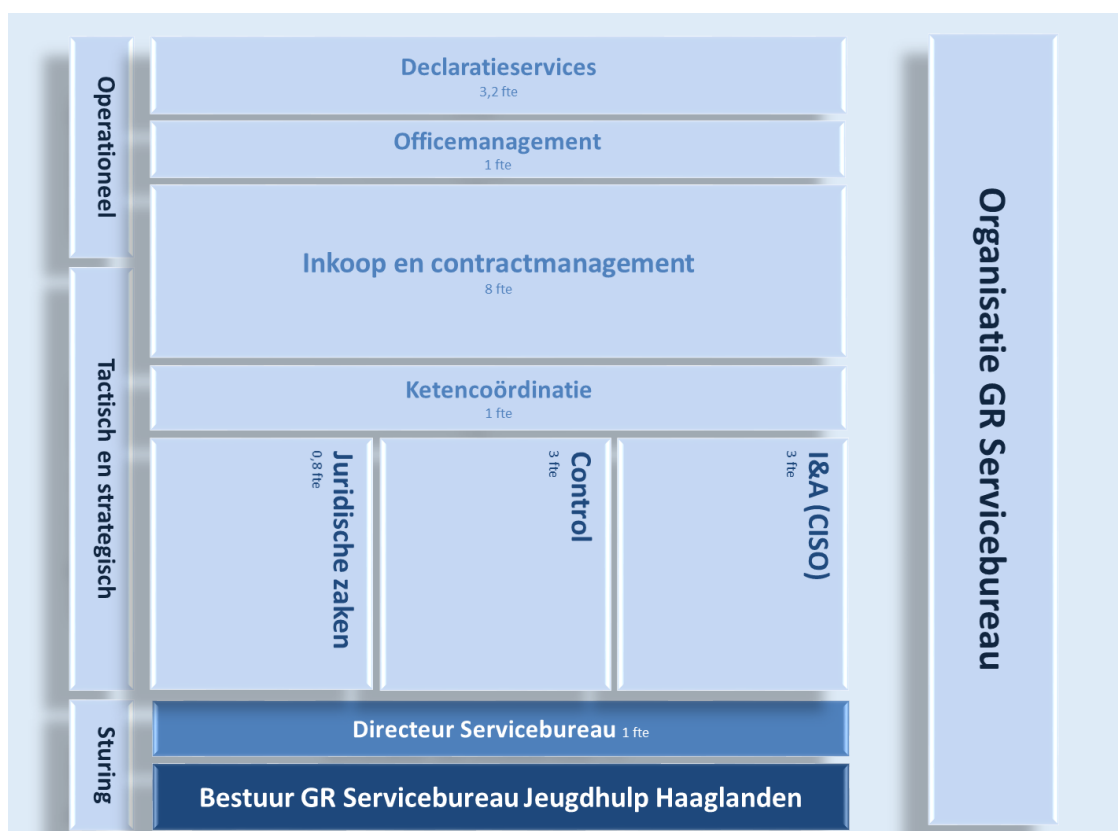 Operationeel
Tactisch en strategisch
Sturing
Declaratieservices
3,2 fte
Officemanagement
1 fte
Inkoop en contractmanagement
8 fte
Ketencoördinatie
1 fte
Juridische zaken
0,8 fte
Control
3 fte
I&A (CISO)
3 fte
Directeur Servicebureau 1 fte
Bestuur GR Servicebureau Jeugdhulp Haaglanden
Organisatie GR Servicebureau